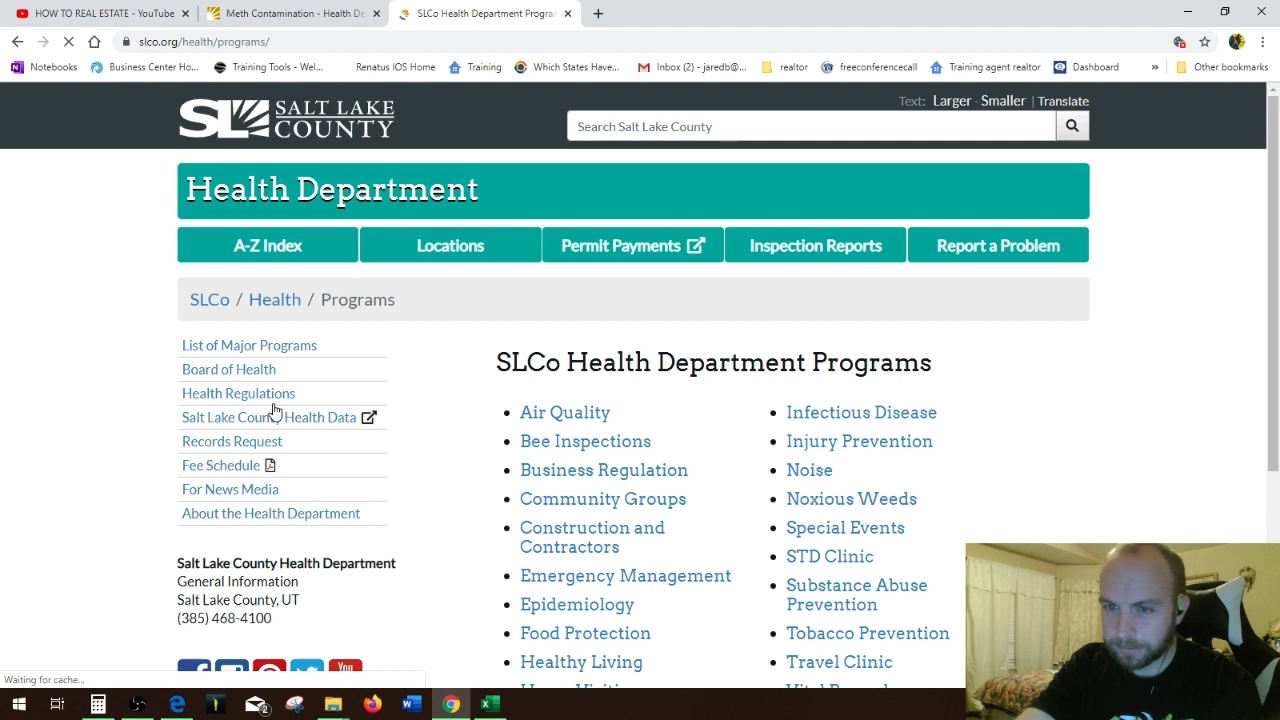 HOW TO REAL ESTATE - YouTube
Meth Contamination - Health De
SLCo Health Department Progran
slco.org/health/programs/
Notebooks
Business Center Ho...
Training Tools - Wel...
Renatus IOS Home
Training
Which States Have...
Inbox (2) - jaredb@...
realtor
freeconferencecall
Training agent realtor
Dashboard
»
Other bookmarks
SL SALT LAKE
COUNTY
Text: Larger - Smaller | Translate
Search Salt Lake County
Health Department
A-Z Index
Locations
Permit Payments
Inspection Reports
Report a Problem
SLCo / Health / Programs
List of Major Programs
Board of Health
Health Regulations
Salt Lake County Health Data
Records Request
Fee Schedule
For News Media
About the Health Department
Salt Lake County Health Department
General Information
Salt Lake County, UT
(385) 468-4100
SLCo Health Department Programs
Air Quality
Bee Inspections
Business Regulation
Community Groups
Construction and
Contractors
Emergency Management
Epidemiology
Food Protection
Healthy Living
Infectious Disease
Injury Prevention
Noise
Noxious Weeds
Special Events
STD Clinic
Substance Abuse
Prevention
Tobacco Prevention
Travel Clinic
You
Waiting for cache...
2